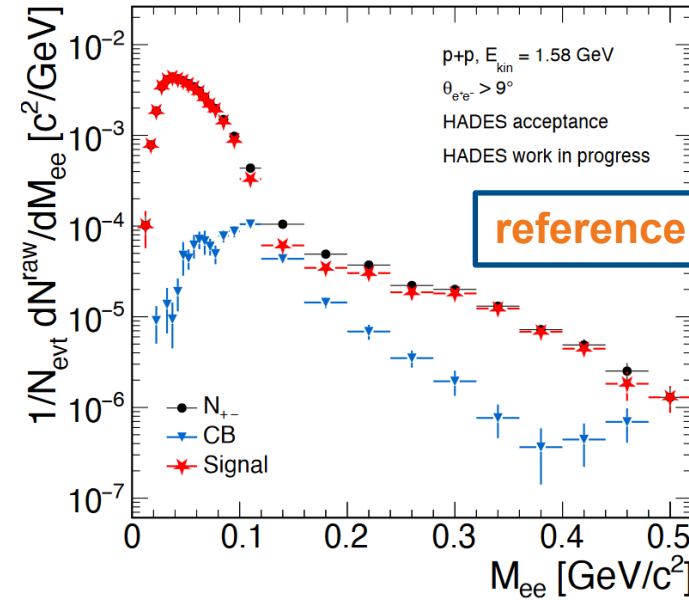 1/N_evt dN^raw/dM_ee [c²/GeV]
10⁻²
10⁻³
10⁻⁴
10⁻⁵
10⁻⁶
10⁻⁷
p+p, E_kin = 1.58 GeV
θ_e⁺e⁻ > 9°
HADES acceptance
HADES work in progress
reference
N₊₋
CB
Signal
0 0.1 0.2 0.3 0.4 0.5
M_ee [GeV/c²]